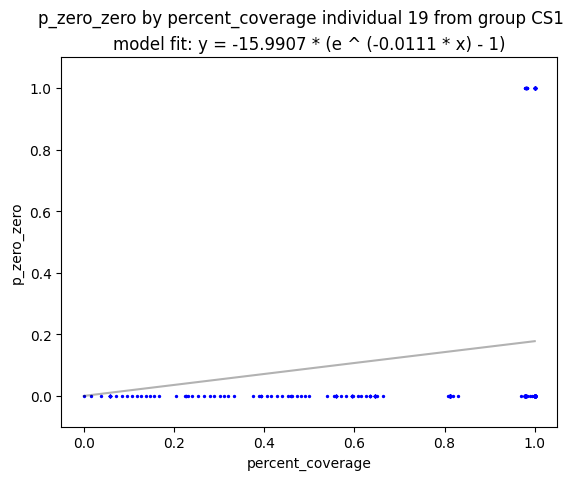 p_zero_zero by percent_coverage individual 19 from group CS1
model fit: y = -15.9907 * (e ^ (-0.0111 * x) - 1)
1.0
0.8
0.6
0.4
0.2
0.0
p_zero_zero
0.0 0.2 0.4 0.6 0.8 1.0
percent_coverage